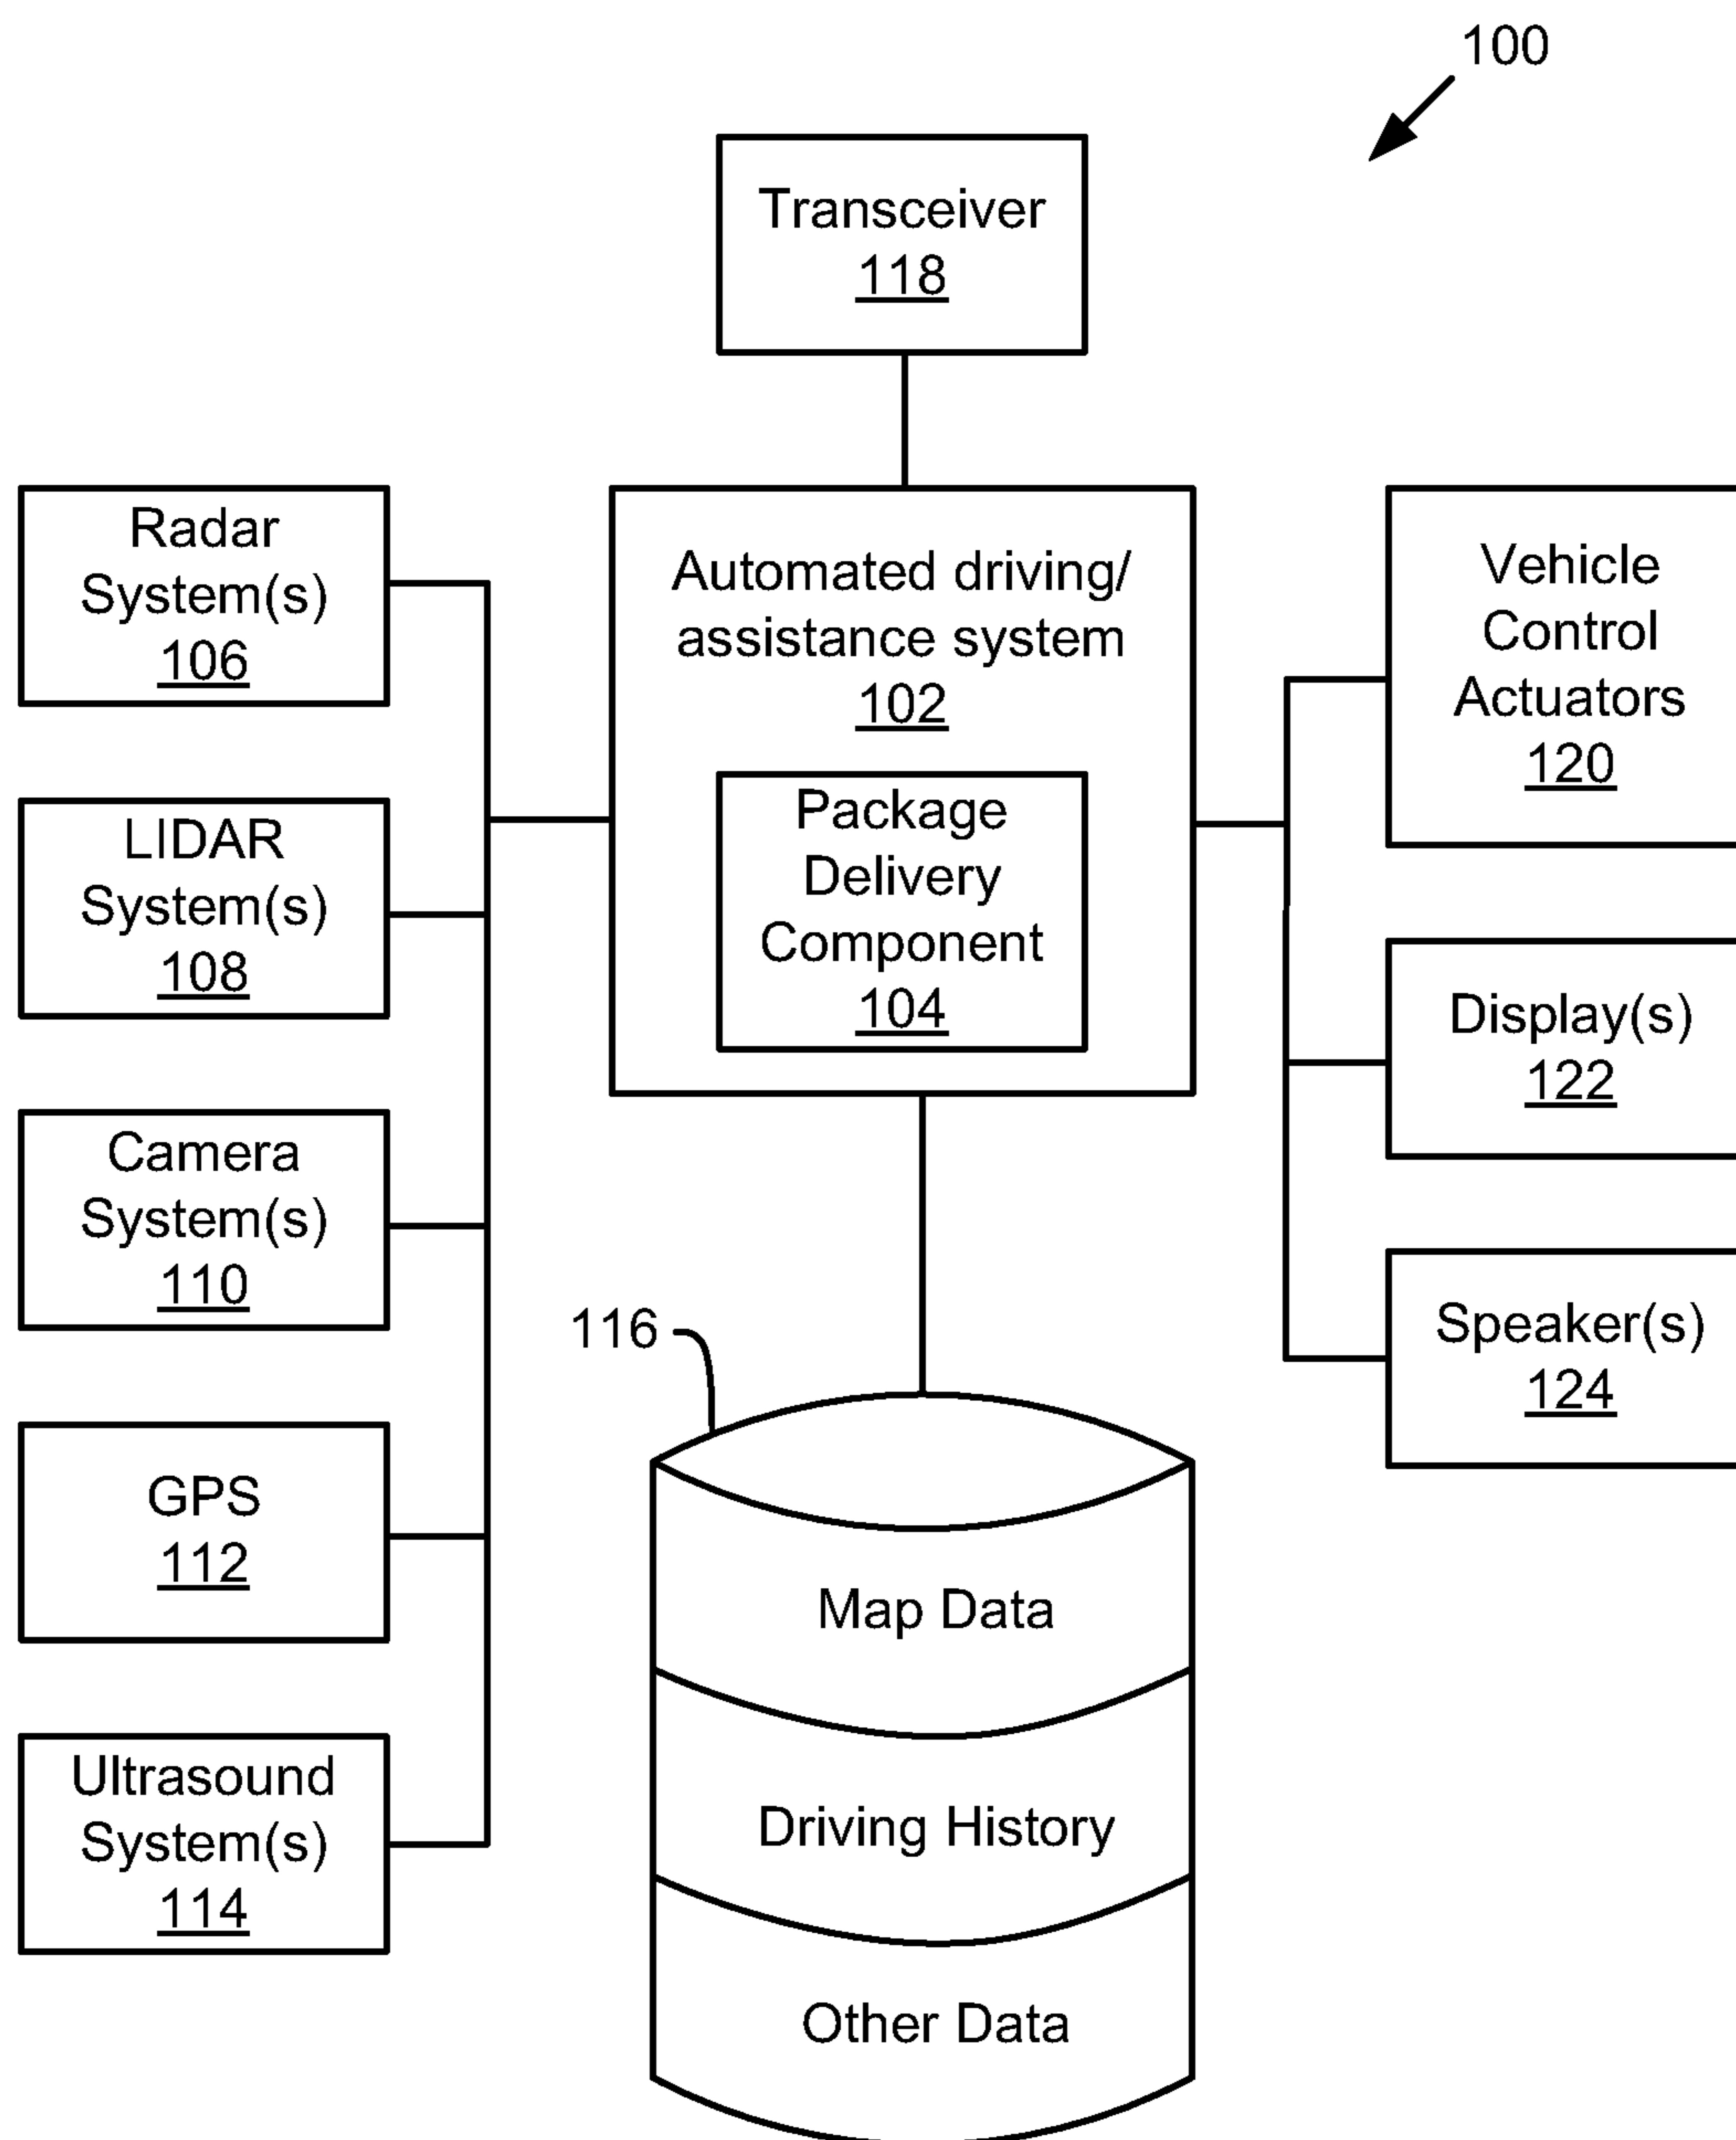 100
Transceiver
118
Radar
System(s)
106
LIDAR
System(s)
108
Camera
System(s)
110
GPS
112
Ultrasound
System(s)
114
Automated driving/
assistance system
102
Package
Delivery
Component
104
Vehicle
Control
Actuators
120
Display(s)
122
Speaker(s)
124
116
Map Data
Driving History
Other Data